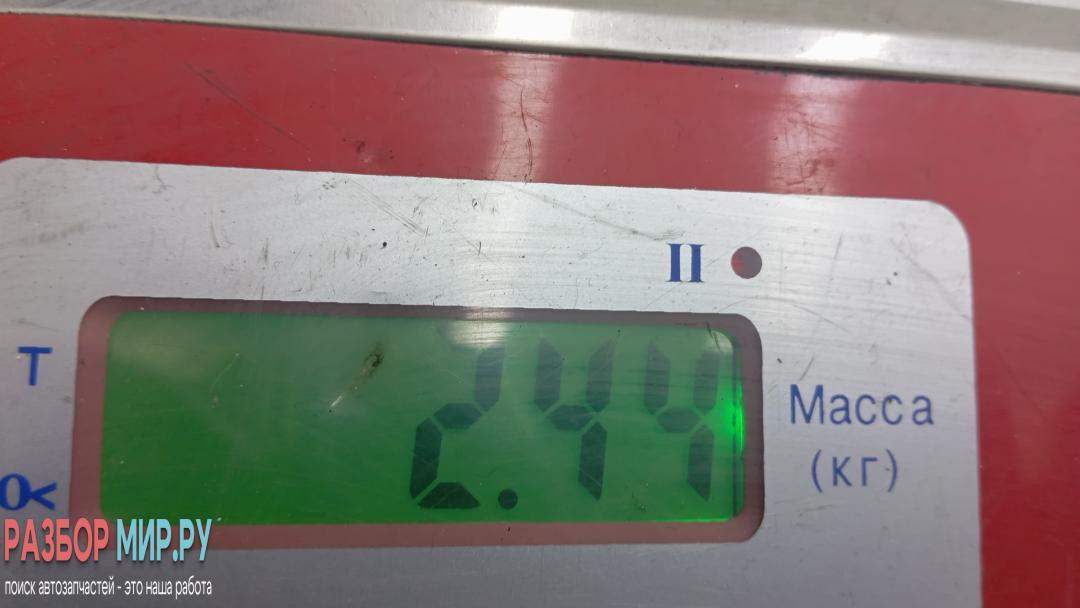 II
T
2.44
Масса
(кг)
0<
РАЗБОР МИР.РУ
поиск автозапчастей - это наша работа